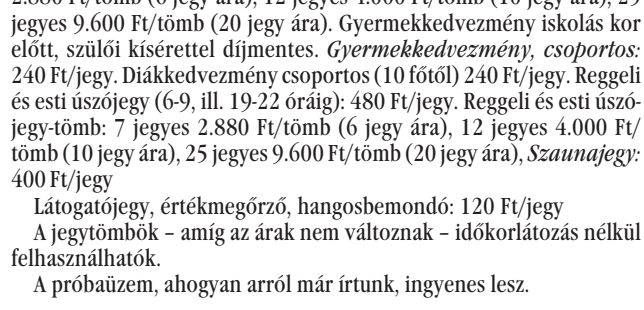 2.880 Ft/tömb (6 jegy ára), 12 jegyes 4.000 Ft/tömb (10 jegy ára), 25
jegyes 9.600 Ft/tömb (20 jegy ára). Gyermekkedvezmény iskolás kor
előtt, szülői kísérettel díjmentes. Gyermekkedvezmény, csoportos:
240 Ft/jegy. Diákkedvezmény csoportos (10 főtől) 240 Ft/jegy. Reggeli
és esti úszójegy (6-9, ill. 19-22 óráig): 480 Ft/jegy. Reggeli és esti úszó-
jegy-tömb: 7 jegyes 2.880 Ft/tömb (6 jegy ára), 12 jegyes 4.000 Ft/
tömb (10 jegy ára), 25 jegyes 9.600 Ft/tömb (20 jegy ára), Szaunajegy:
400 Ft/jegy
Látogatójegy, értékmegőrző, hangosbemondó: 120 Ft/jegy
A jegytömbök – amíg az árak nem változnak – időkorlátozás nélkül
felhasználhatók.
A próbaüzem, ahogyan arról már írtunk, ingyenes lesz.